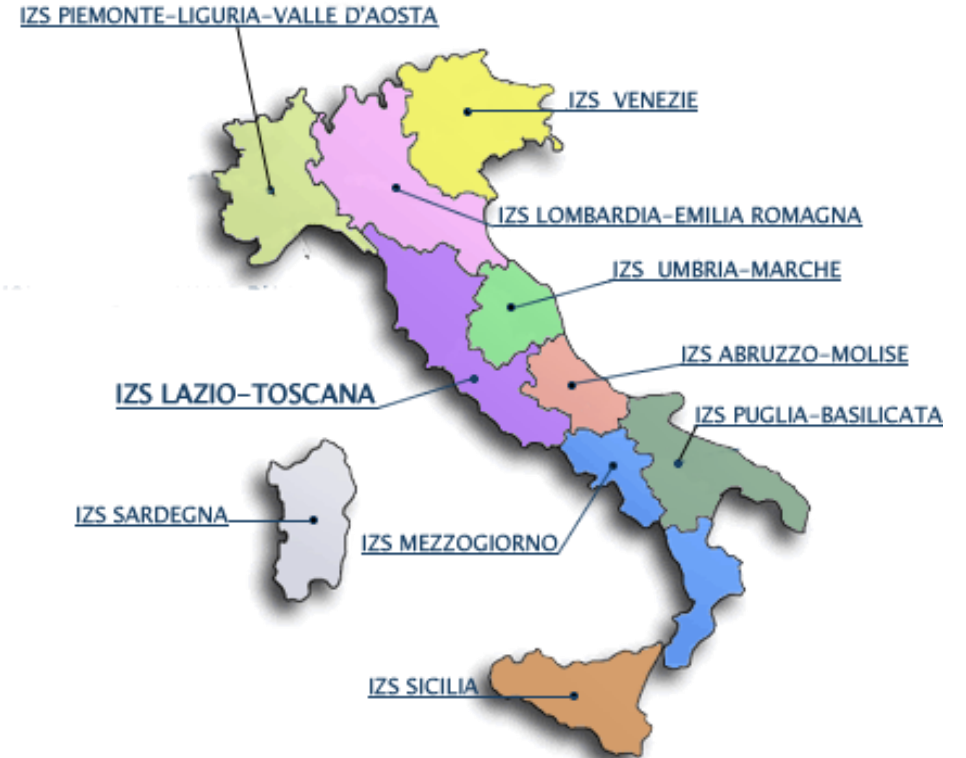 IZS PIEMONTE-LIGURIA-VALLE D'AOSTA
IZS VENEZIE
IZS LOMBARDIA-EMILIA ROMAGNA
IZS UMBRIA-MARCHE
IZS ABRUZZO-MOLISE
IZS LAZIO-TOSCANA
IZS PUGLIA-BASILICATA
IZS SARDEGNA
IZS MEZZOGIORNO
IZS SICILIA